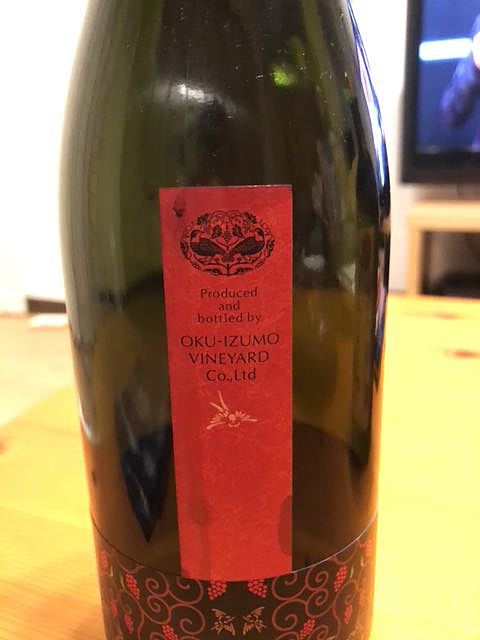 Produced
and
bottled by
OKU-IZUMO
VINEYARD
Co.,Ltd